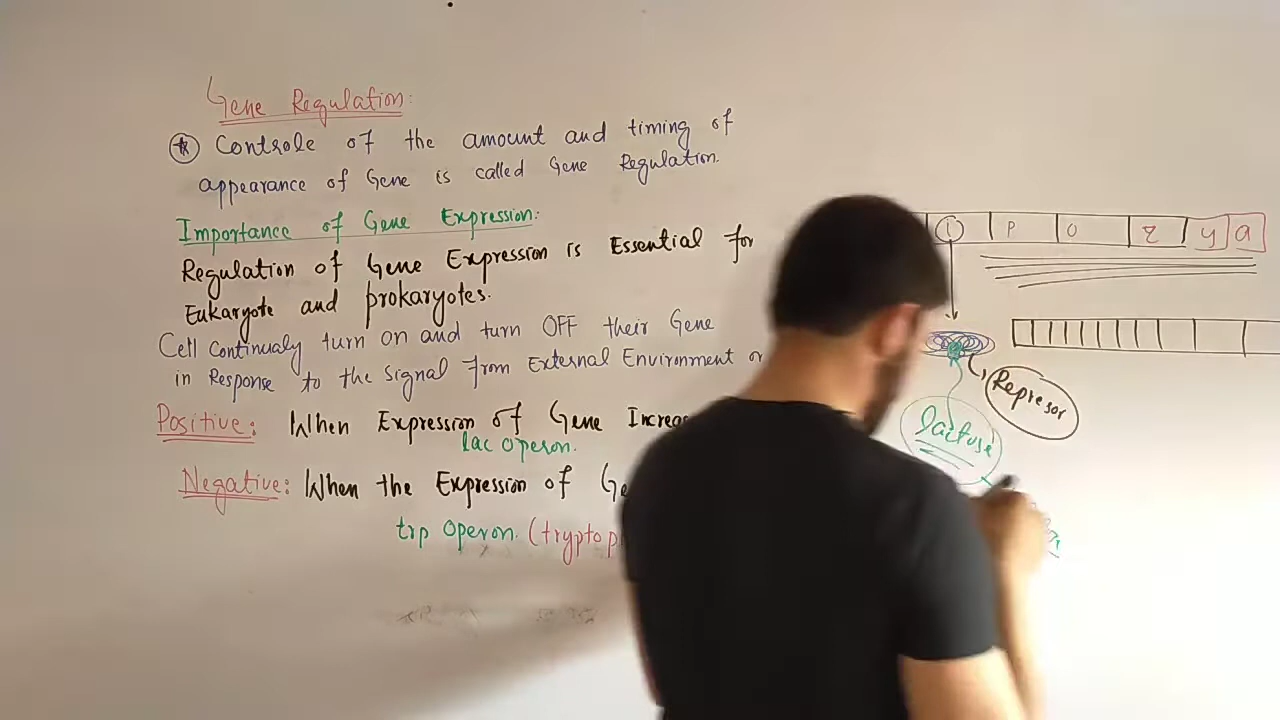 Gene Regulation:
Controle of the amount and timing of
appearance of Gene is called Gene Regulation.
Importance of Gene Expression:
Regulation of Gene Expression is Essential for
Eukaryote and prokaryotes.
Cell Continualy turn on and turn OFF their Gene
in Response to the Signal from External Environment or
Positive: When Expression of Gene Increa
lac operon.
Negative: When the Expression of Ge
trp operon. (tryptop
i P O z y a
Represor
lactose